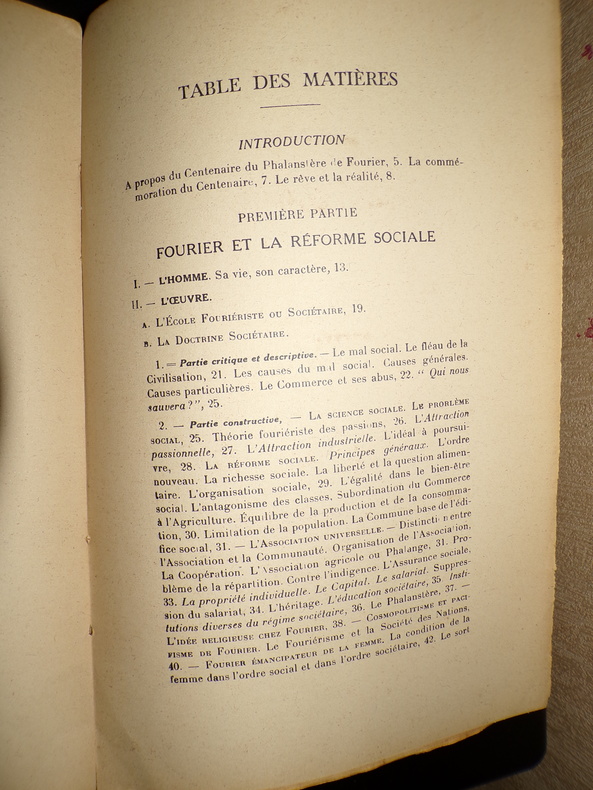 TABLE DES MATIÈRES
INTRODUCTION
A propos du Centenaire du Phalanstère de Fourier, 5. La commé-
moration du Centenaire, 7. Le rêve et la réalité, 8.
PREMIÈRE PARTIE
FOURIER ET LA RÉFORME SOCIALE
I. — L'HOMME. Sa vie, son caractère, 13.
II. — L'ŒUVRE.
A. L'ÉCOLE FOURIÉRISTE OU SOCIÉTAIRE, 19.
B. LA DOCTRINE SOCIÉTAIRE.
1. = Partie critique et descriptive. — Le mal social. Le fléau de la
Civilisation, 21. Les causes du mal social. Causes générales.
Causes particulières. Le Commerce et ses abus, 22. “ Qui nous
sauvera ? ”, 25.
2. — Partie constructive, — LA SCIENCE SOCIALE. LE PROBLÈME
SOCIAL, 25. Théorie fouriériste des passions, 26. L'Attraction
passionnelle, 27. L'Attraction industrielle. L'idéal à poursui-
vre, 28. LA RÉFORME SOCIALE. Principes généraux. L'ordre
nouveau. La richesse sociale. La liberté et la question alimen-
taire. L'organisation sociale, 29. L'égalité dans le bien-être
social. L'antagonisme des classes. Subordination du Commerce
à l'Agriculture. Équilibre de la production et de la consomma-
tion, 30. Limitation de la population. La Commune base de l'édi-
fice social, 31. — L'ASSOCIATION UNIVERSELLE. — Distinction entre
l'Association et la Communauté. Organisation de l'Association,
La Coopération. L'Association agricole ou Phalange, 31. Pro-
blème de la répartition. Contre l'indigence. L'Assurance sociale,
33. La propriété individuelle. Le Capital. Le salariat. Suppres-
sion du salariat, 34. L'héritage. L'éducation sociétaire, 35 Insti-
tutions diverses du régime sociétaire, 36. Le Phalanstère, 37. —
L'IDÉE RELIGIEUSE CHEZ FOURIER, 38. — COSMOPOLITISME ET PACI-
FISME DE FOURIER. Le Fouriérisme et la Société des Nations,
40. — FOURIER ÉMANCIPATEUR DE LA FEMME. La condition de la
femme dans l'ordre social et dans l'ordre sociétaire, 42. Le sort